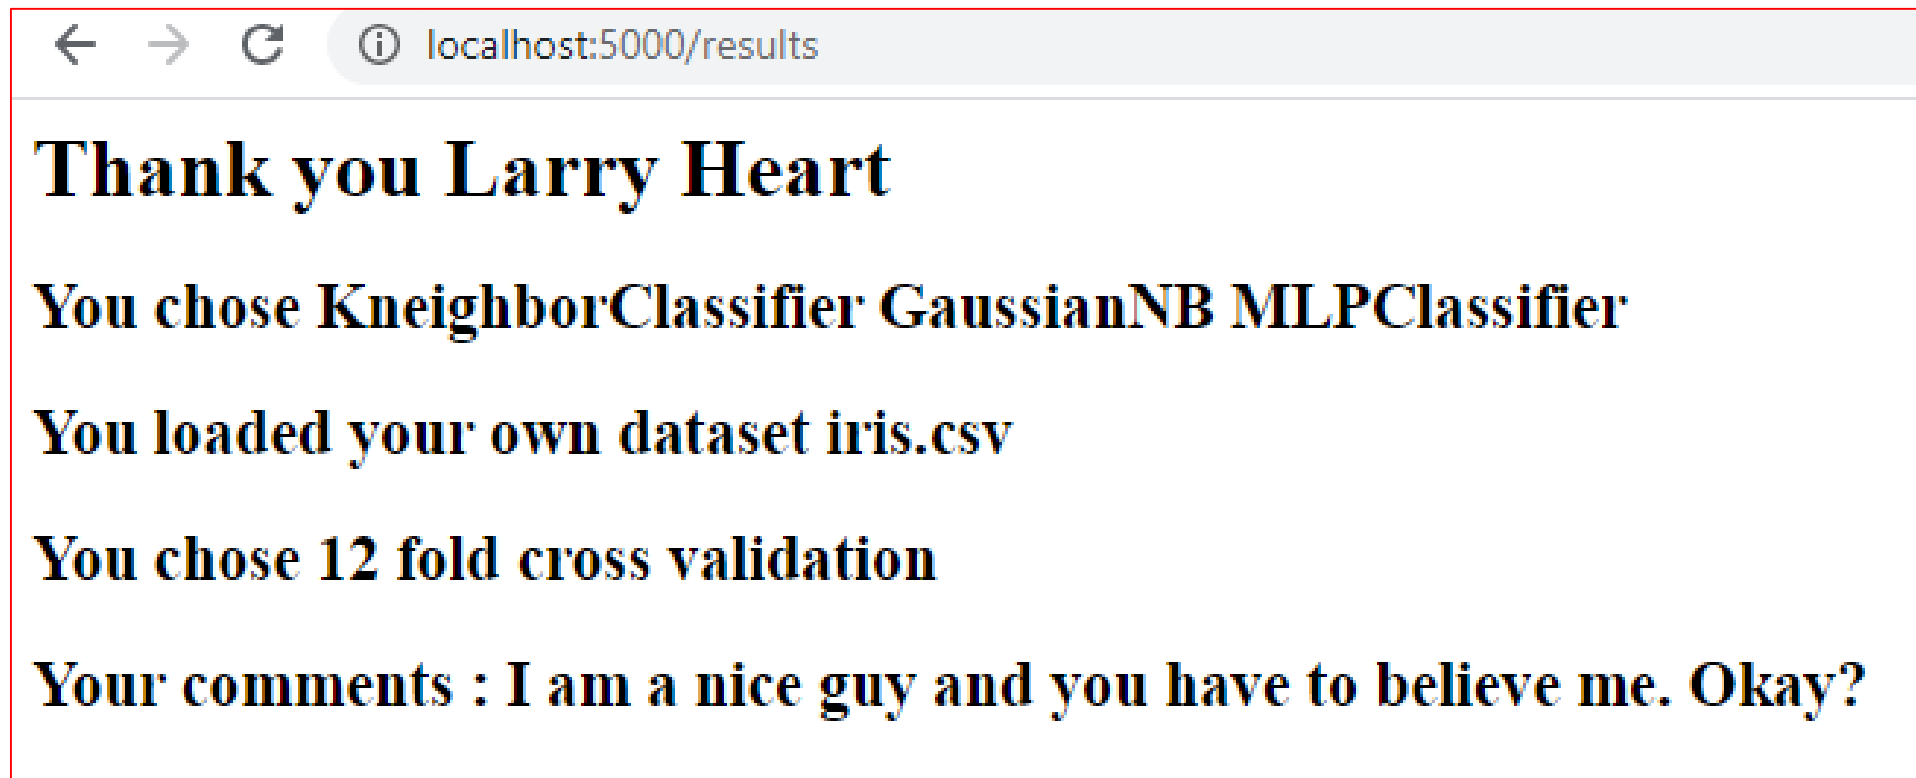 localhost:5000/results
Thank you Larry Heart
You chose KneighborClassifier GaussianNB MLPClassifier
You loaded your own dataset iris.csv
You chose 12 fold cross validation
Your comments : I am a nice guy and you have to believe me. Okay?